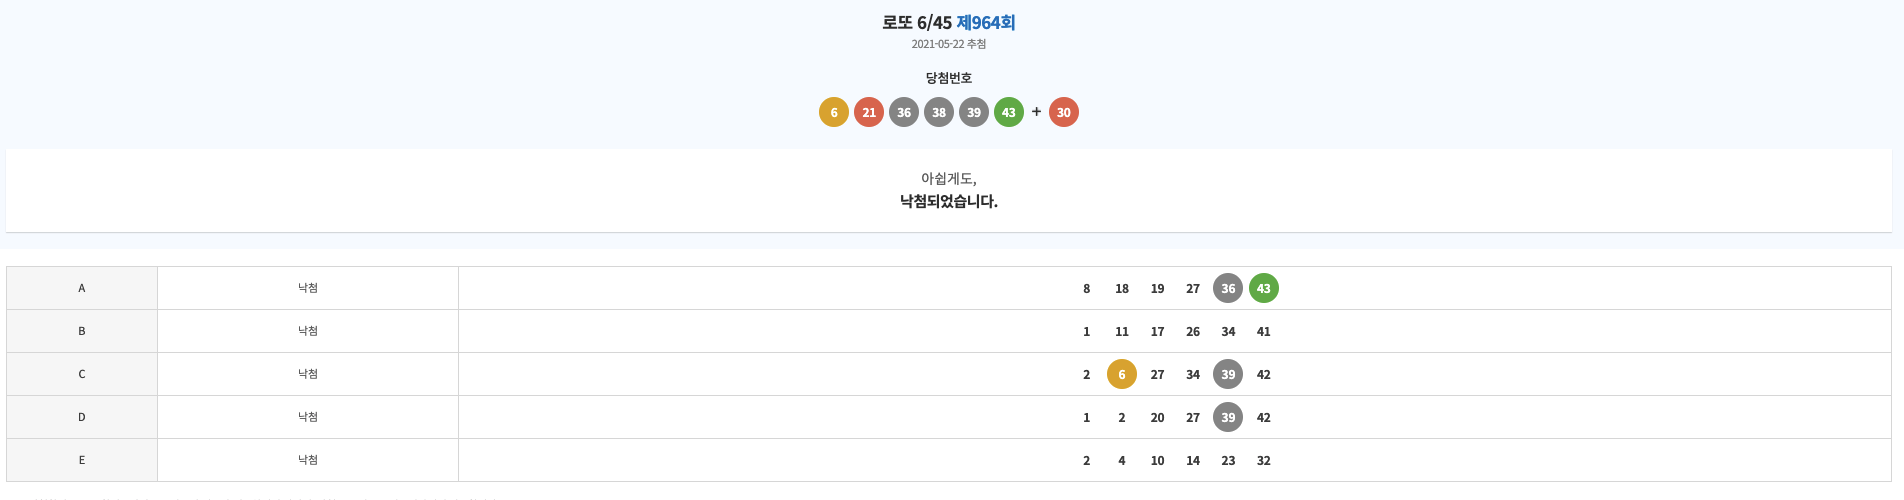 로또 6/45 제964회
2021-05-22 추첨
당첨번호
6 21 36 38 39 43 + 30
아쉽게도,
낙첨되었습니다.
A 낙첨 8 18 19 27 36 43
B 낙첨 1 11 17 26 34 41
C 낙첨 2 6 27 34 39 42
D 낙첨 1 2 20 27 39 42
E 낙첨 2 4 10 14 23 32